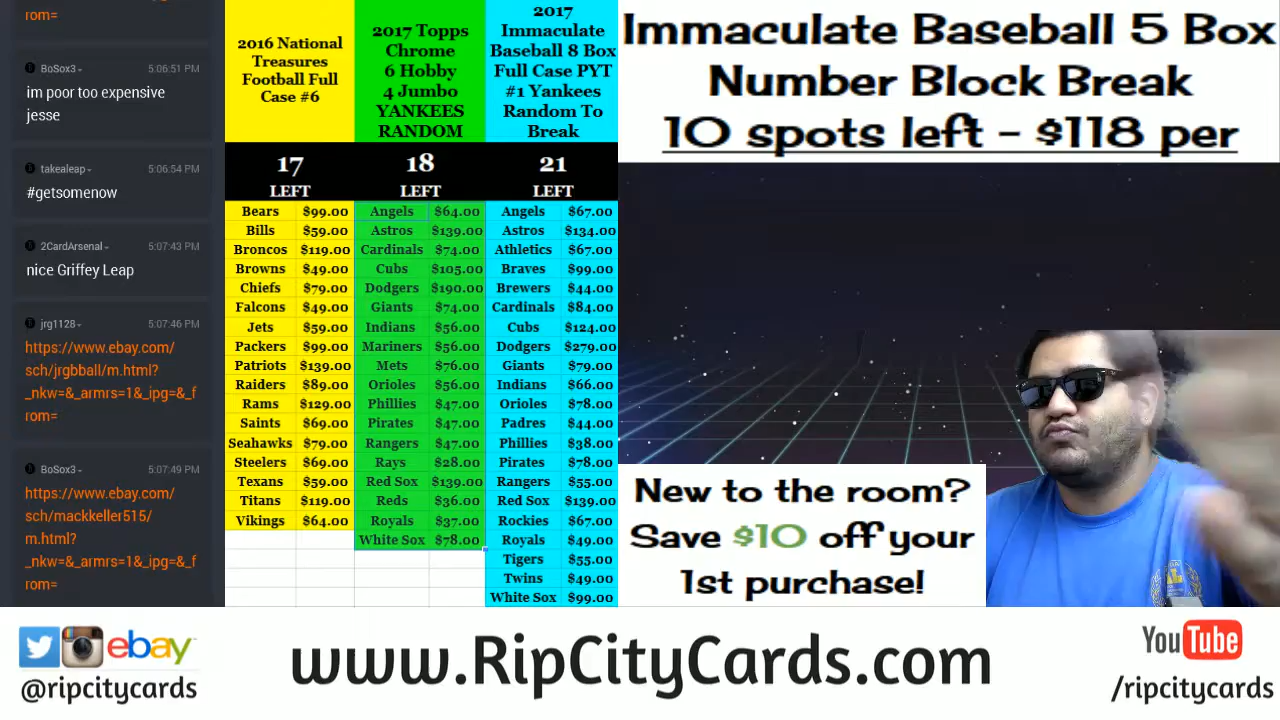 rom=
BoSox3 5:06:51 PM
im poor too expensive
jesse
takealeap 5:06:54 PM
#getsomenow
2CardArsenal 5:07:43 PM
nice Griffey Leap
jrg1128 5:07:46 PM
https://www.ebay.com/
sch/jrgbball/m.html?
_nkw=&_armrs=1&_ipg=&_f
rom=
BoSox3 5:07:49 PM
https://www.ebay.com/
sch/mackkeller515/
m.html?
_nkw=&_armrs=1&_ipg=&_f
rom=
2016 National
Treasures
Football Full
Case #6
17
LEFT
Bears $99.00
Bills $59.00
Broncos $119.00
Browns $49.00
Chiefs $79.00
Falcons $49.00
Jets $59.00
Packers $99.00
Patriots $139.00
Raiders $89.00
Rams $129.00
Saints $69.00
Seahawks $79.00
Steelers $69.00
Texans $59.00
Titans $119.00
Vikings $64.00
2017 Topps
Chrome
6 Hobby
4 Jumbo
YANKEES
RANDOM
18
LEFT
Angels $64.00
Astros $139.00
Cardinals $74.00
Cubs $105.00
Dodgers $190.00
Giants $74.00
Indians $56.00
Mariners $56.00
Mets $76.00
Orioles $56.00
Phillies $47.00
Pirates $47.00
Rangers $47.00
Rays $28.00
Red Sox $139.00
Reds $36.00
Royals $37.00
White Sox $78.00
2017
Immaculate
Baseball 8 Box
Full Case PYT
#1 Yankees
Random To
Break
21
LEFT
Angels $67.00
Astros $134.00
Athletics $67.00
Braves $99.00
Brewers $44.00
Cardinals $84.00
Cubs $124.00
Dodgers $279.00
Giants $79.00
Indians $66.00
Orioles $78.00
Padres $44.00
Phillies $38.00
Pirates $78.00
Rangers $55.00
Red Sox $139.00
Rockies $67.00
Royals $49.00
Tigers $55.00
Twins $49.00
White Sox $99.00
Immaculate Baseball 5 Box
Number Block Break
10 spots left - $118 per
New to the room?
Save $10 off your
1st purchase!
ebay
@ripcitycards
www.RipCityCards.com
YouTube
/ripcitycards